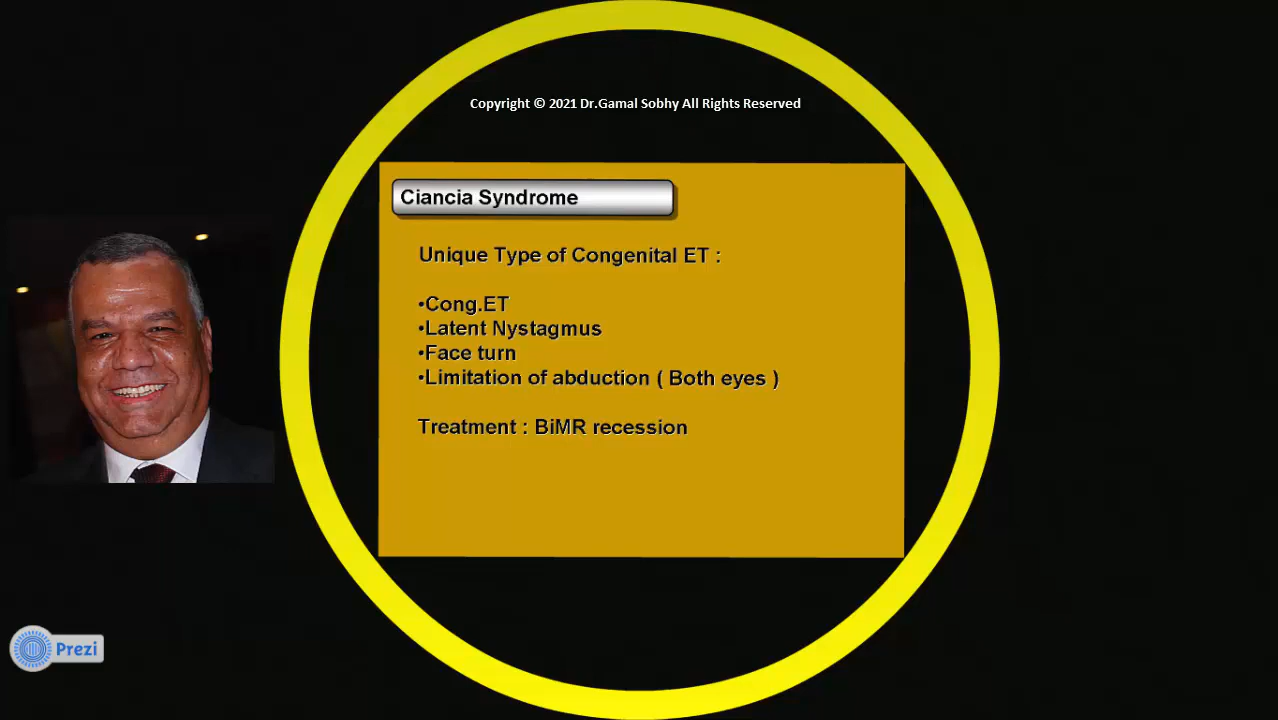 Copyright © 2021 Dr.Gamal Sobhy All Rights Reserved
Ciancia Syndrome
Unique Type of Congenital ET :
•Cong.ET
•Latent Nystagmus
•Face turn
•Limitation of abduction ( Both eyes )
Treatment : BiMR recession
Prezi